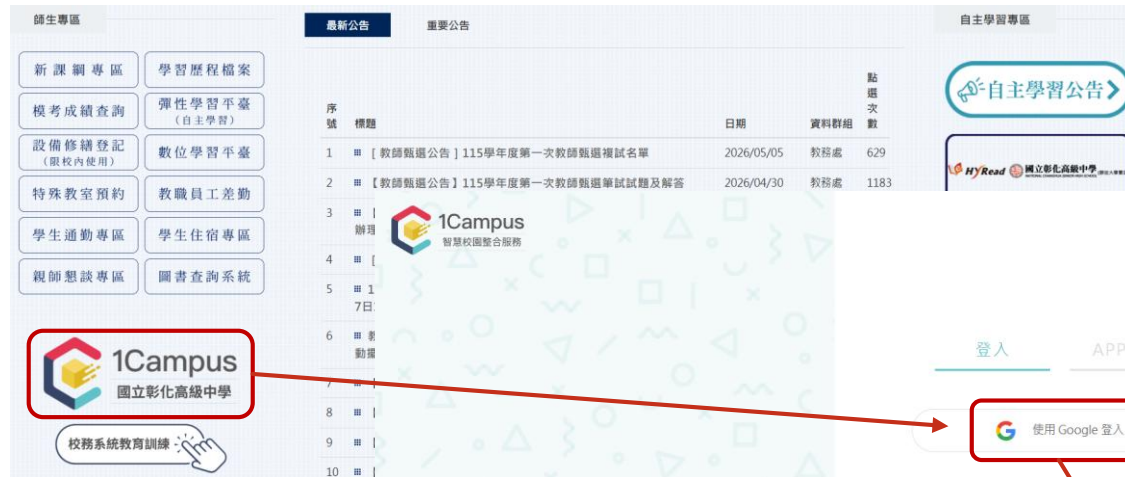 師生專區
新課綱專區
學習歷程檔案
模考成績查詢
彈性學習平臺
(自主學習)
設備修繕登記
(限校內使用)
數位學習平臺
特殊教室預約
教職員工差勤
學生通勤專區
學生住宿專區
親師懇談專區
圖書查詢系統
1Campus
國立彰化高級中學
校務系統教育訓練
最新公告
重要公告
序號 標題 日期 資料群組 點選次數
1 [ 教師甄選公告 ] 115學年度第一次教師甄選複試名單 2026/05/05 教務處 629
2 【教師甄選公告】115學年度第一次教師甄選筆試試題及解答 2026/04/30 教務處 1183
3
辦理
4 [
5 1
7日
6
7
8
9
10
1Campus
智慧校園整合服務
登入
APP
使用 Google 登入
自主學習專區
自主學習公告
HyRead 國立彰化高級中學